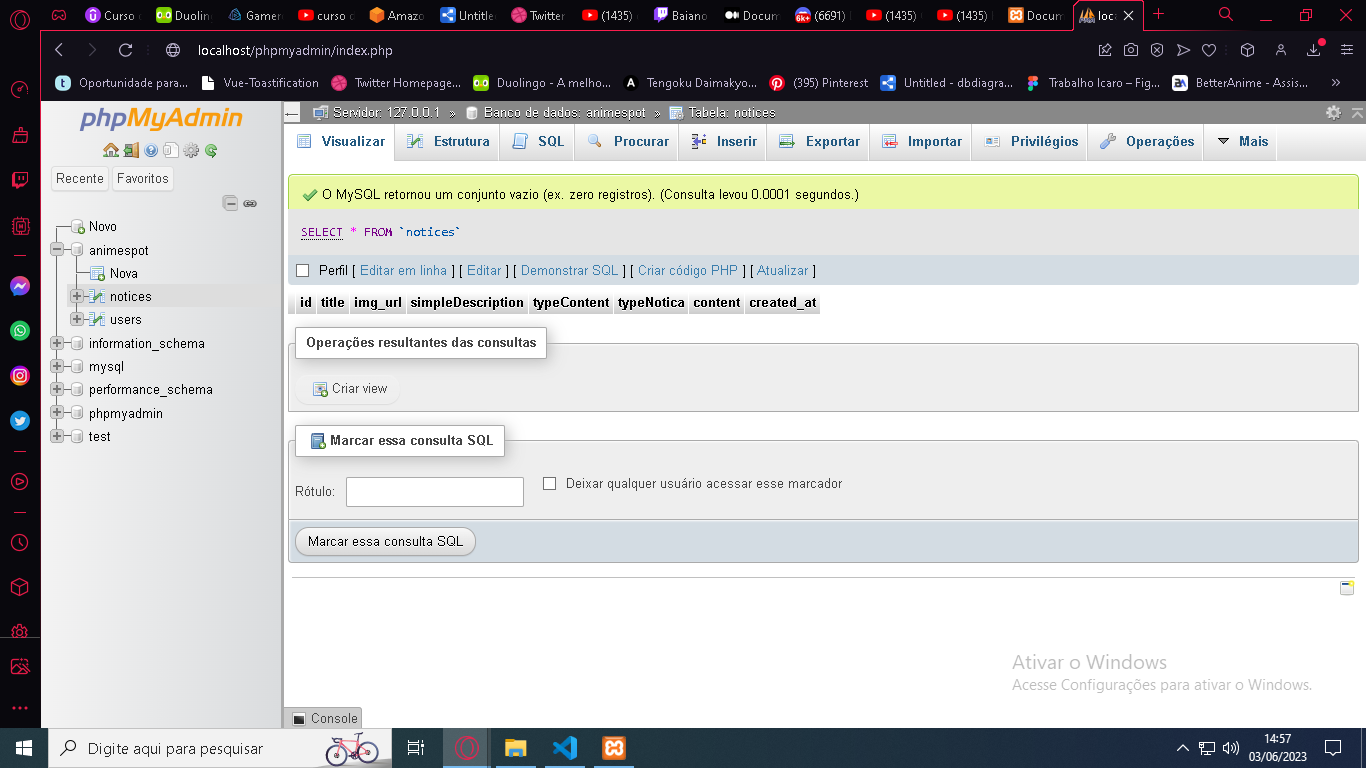 Curso d
Duoling
Gamer
curso d
Amazo
Untitle
Twitter
(1435)
Baiano
Docum
6k+ (6691)
(1435)
(1435)
Docum
loca
localhost/phpmyadmin/index.php
Oportunidade para...
Vue-Toastification
Twitter Homepage...
Duolingo - A melho...
A Tengoku Daimakyo...
(395) Pinterest
Untitled - dbdiagra...
Trabalho Icaro – Fig...
BetterAnime - Assis...
phpMyAdmin
Recente
Favoritos
Novo
animespot
Nova
notices
users
information_schema
mysql
performance_schema
phpmyadmin
test
Servidor: 127.0.0.1 » Banco de dados: animespot » Tabela: notices
Visualizar
Estrutura
SQL
Procurar
Inserir
Exportar
Importar
Privilégios
Operações
Mais
O MySQL retornou um conjunto vazio (ex. zero registros). (Consulta levou 0.0001 segundos.)
SELECT * FROM `notices`
Perfil [ Editar em linha ] [ Editar ] [ Demonstrar SQL ] [ Criar código PHP ] [ Atualizar ]
id title img_url simpleDescription typeContent typeNotica content created_at
Operações resultantes das consultas
Criar view
Marcar essa consulta SQL
Rótulo:
Deixar qualquer usuário acessar esse marcador
Marcar essa consulta SQL
Ativar o Windows
Acesse Configurações para ativar o Windows.
Console
Digite aqui para pesquisar
14:57
03/06/2023